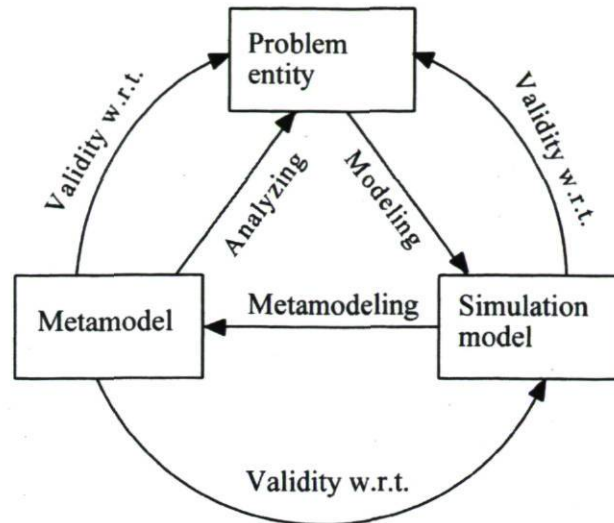 Problem
entity
Validity w.r.t.
Validity w.r.t.
Analyzing
Modeling
Metamodel
Metamodeling
Simulation
model
Validity w.r.t.